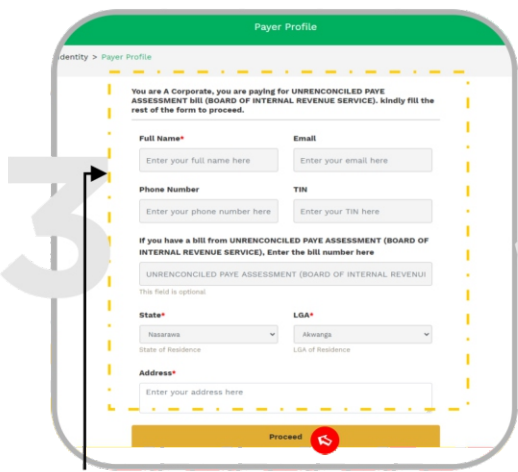 Payer Profile
dentity > Payer Profile
You are A Corporate, you are paying for UNRENCONCILED PAYE
ASSESSMENT bill (BOARD OF INTERNAL REVENUE SERVICE). kindly fill the
rest of the form to proceed.
Full Name* Email
Enter your full name here Enter your email here
Phone Number TIN
Enter your phone number here Enter your TIN here
If you have a bill from UNRENCONCILED PAYE ASSESSMENT (BOARD OF
INTERNAL REVENUE SERVICE), Enter the bill number here
UNRENCONCILED PAYE ASSESSMENT (BOARD OF INTERNAL REVENU
This field is optional
State* LGA*
Nasarawa Akwanga
State of Residence LGA of Residence
Address*
Enter your address here
Proceed
3